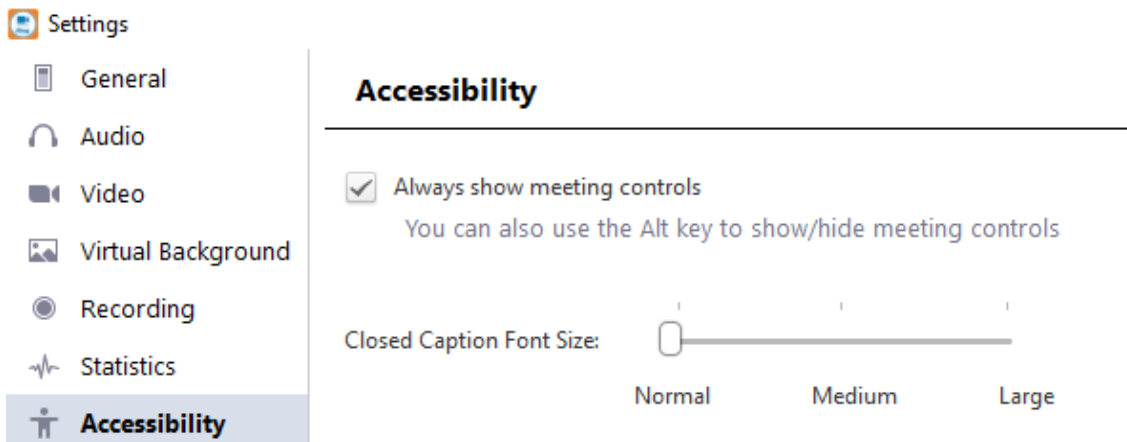 Settings
General
Audio
Video
Virtual Background
Recording
Statistics
Accessibility
Accessibility
Always show meeting controls
You can also use the Alt key to show/hide meeting controls
Closed Caption Font Size:
Normal Medium Large